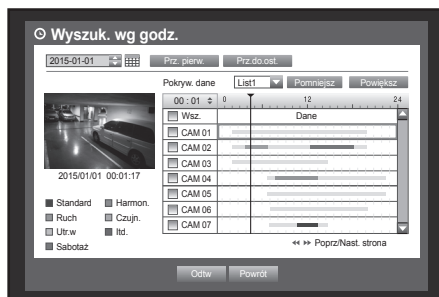 Wyszuk. wg godz.
2015-01-01 Prz. pierw. Prz.do.ost.
Pokryw. dane List1 Pomniejsz Powiększ
00 : 01 0 12 24
Wsz. Dane
CAM 01
CAM 02
CAM 03
CAM 04
CAM 05
CAM 06
CAM 07
2015/01/01 00:01:17
Standard Harmon.
Ruch Czujn.
Utr.w Itd.
Sabotaż
Poprz/Nast. strona
Odtw Powrót